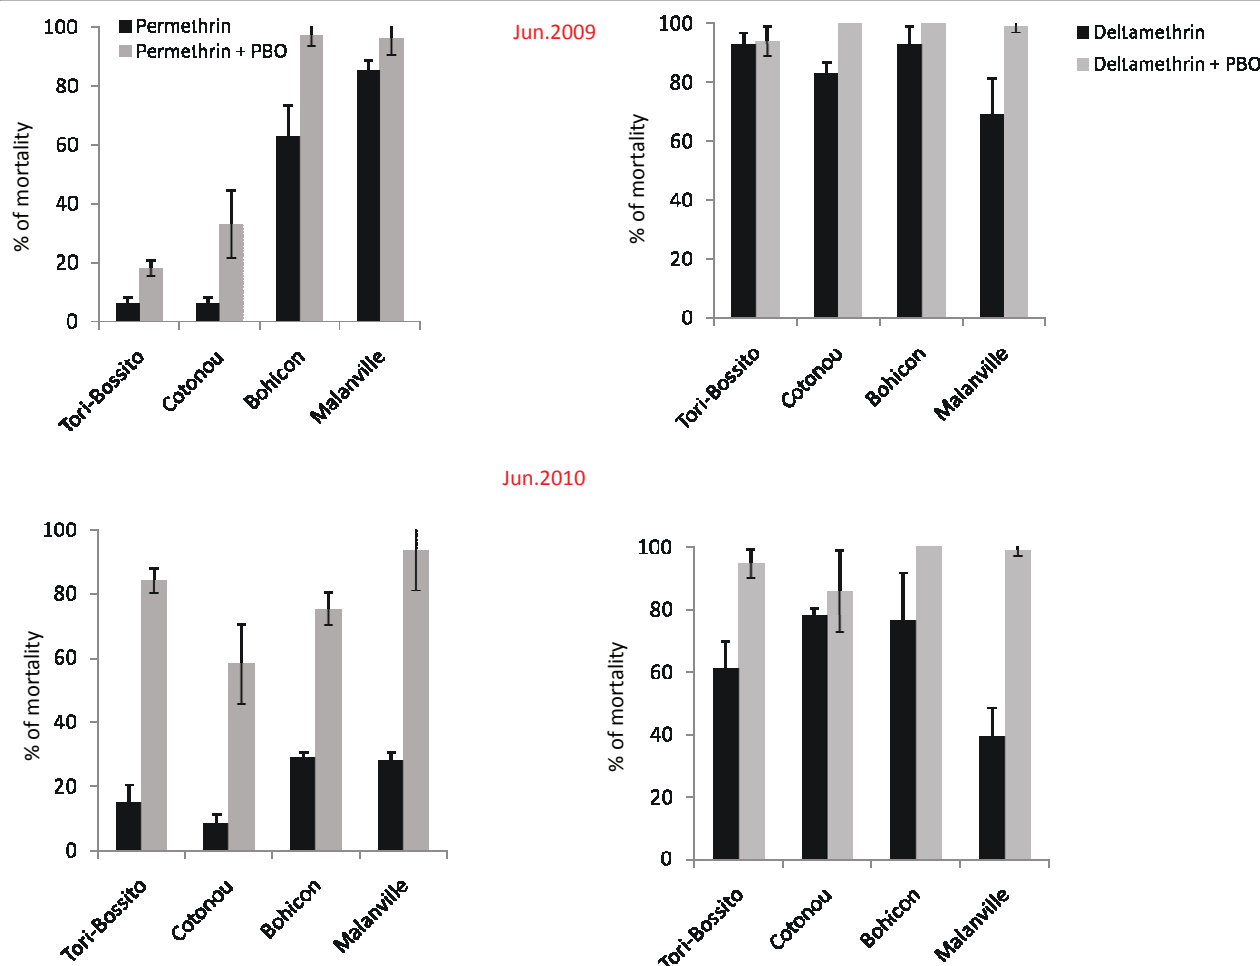 Jun.2009
% of mortality
100
80
60
40
20
0
Permethrin
Permethrin + PBO
Tori-Bossito
Cotonou
Bohicon
Malanville
% of mortality
100
80
60
40
20
0
Deltamethrin
Deltamethrin + PBO
Tori-Bossito
Cotonou
Bohicon
Malanville
Jun.2010
% of mortality
100
80
60
40
20
0
Tori-Bossito
Cotonou
Bohicon
Malanville
% of mortality
100
80
60
40
20
0
Tori-Bossito
Cotonou
Bohicon
Malanville